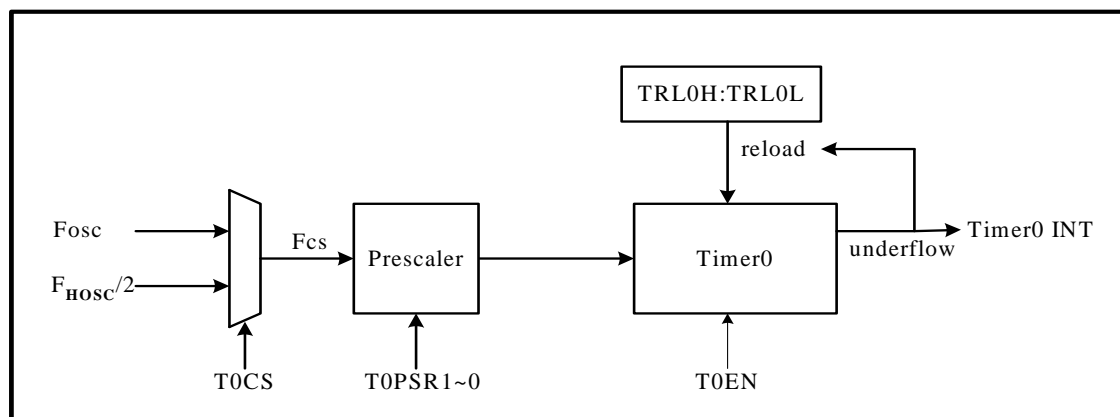 TRL0H:TRL0L
reload
Fosc
Fcs
Prescaler
Timer0
Timer0 INT
underflow
FHOSC/2
T0CS
T0PSR1~0
T0EN